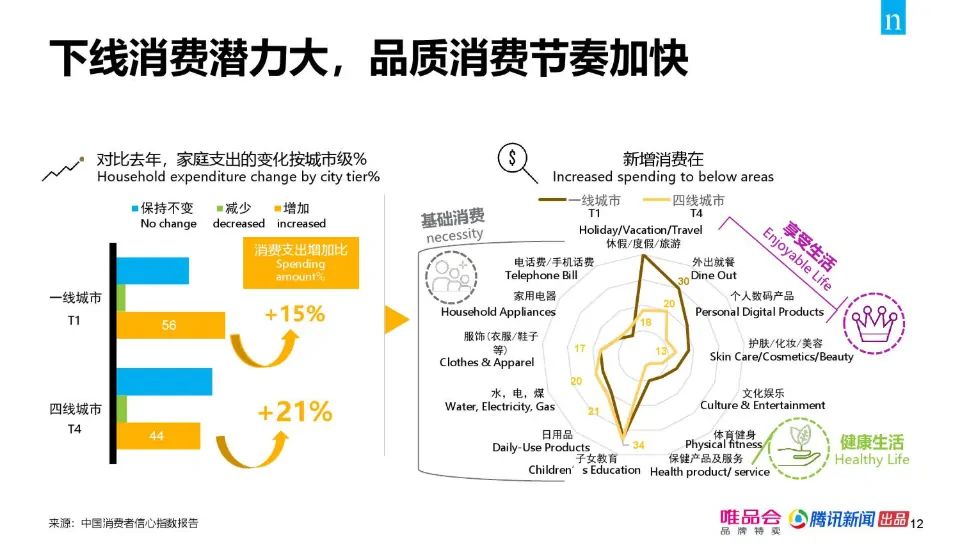 n
下线消费潜力大，品质消费节奏加快
对比去年，家庭支出的变化按城市级%
Household expenditure change by city tier%
保持不变
No change
减少
decreased
增加
increased
消费支出增加比
Spending
amount%
一线城市
T1
56
+15%
四线城市
T4
44
+21%
$
新增消费在
Increased spending to below areas
一线城市
T1
四线城市
T4
基础消费
necessity
Holiday/Vacation/Travel
休假/度假/旅游
外出就餐
Dine Out
个人数码产品
Personal Digital Products
护肤/化妆/美容
Skin Care/Cosmetics/Beauty
文化娱乐
Culture & Entertainment
体育健身
Physical fitness
保健产品及服务
Health product/ service
子女教育
Children's Education
日用品
Daily-Use Products
水，电，煤
Water, Electricity, Gas
服饰(衣服/鞋子
等)
Clothes & Apparel
家用电器
Household Appliances
电话费/手机话费
Telephone Bill
30
20
18
13
17
20
21
34
享受生活
Enjoyable Life
健康生活
Healthy Life
来源：中国消费者信心指数报告
唯品会
品牌特卖
腾讯新闻 出品
12